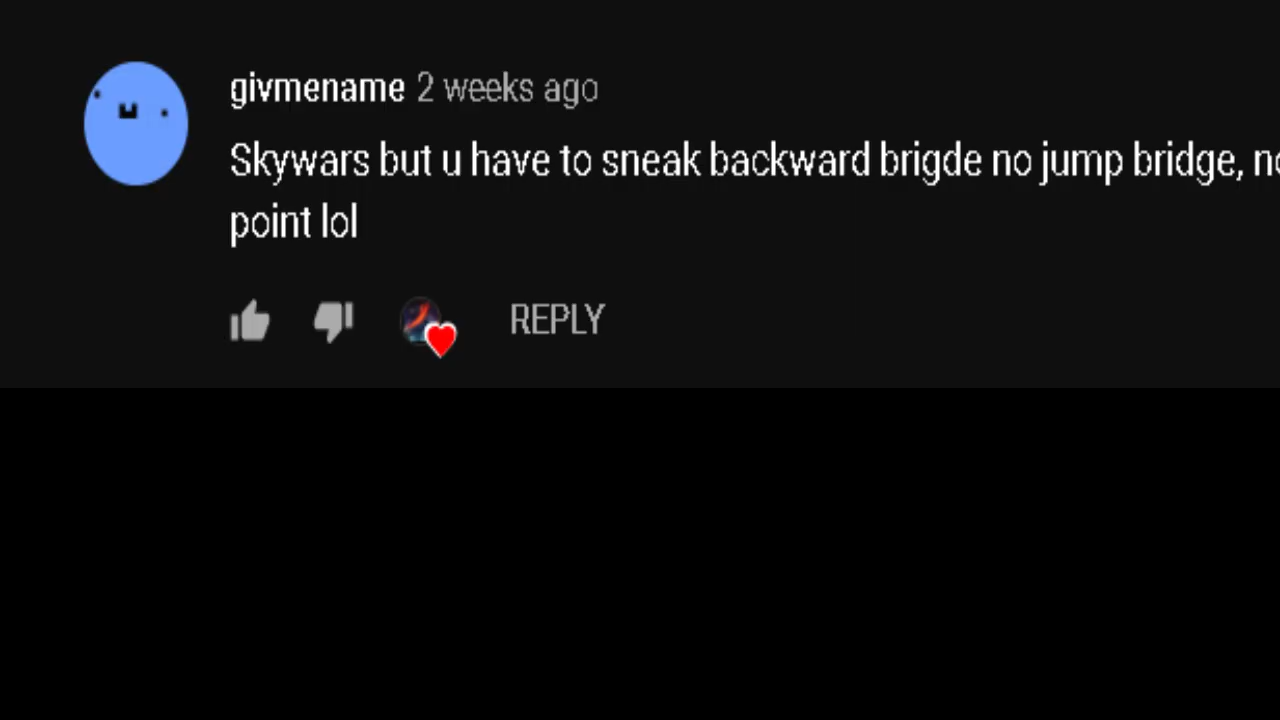 givmename 2 weeks ago
Skywars but u have to sneak backward brigde no jump bridge,
point lol
REPLY